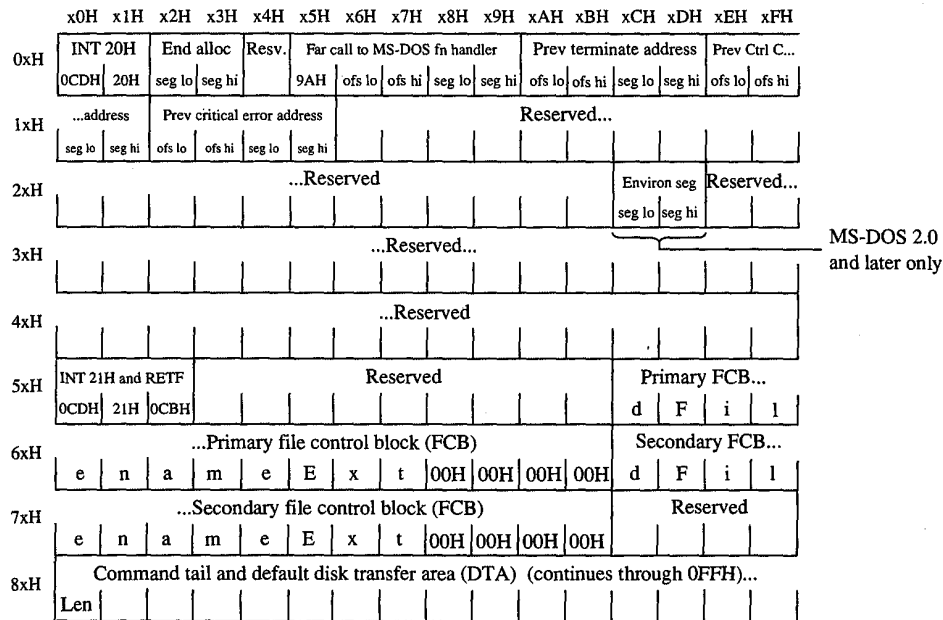 x0H x1H x2H x3H x4H x5H x6H x7H x8H x9H xAH xBH xCH xDH xEH xFH
0xH
INT 20H End alloc Resv. Far call to MS-DOS fn handler Prev terminate address Prev Ctrl C...
0CDH 20H seg lo seg hi 9AH ofs lo ofs hi seg lo seg hi ofs lo ofs hi seg lo seg hi ofs lo ofs hi
1xH
...address Prev critical error address Reserved...
seg lo seg hi ofs lo ofs hi seg lo seg hi
2xH
...Reserved Environ seg Reserved...
seg lo seg hi
MS-DOS 2.0
and later only
3xH
...Reserved...
4xH
...Reserved
5xH
INT 21H and RETF Reserved Primary FCB...
0CDH 21H 0CBH d F i l
6xH
...Primary file control block (FCB) Secondary FCB...
e n a m e E x t 00H 00H 00H 00H d F i l
7xH
...Secondary file control block (FCB) Reserved
e n a m e E x t 00H 00H 00H 00H
8xH
Command tail and default disk transfer area (DTA) (continues through 0FFH)...
Len